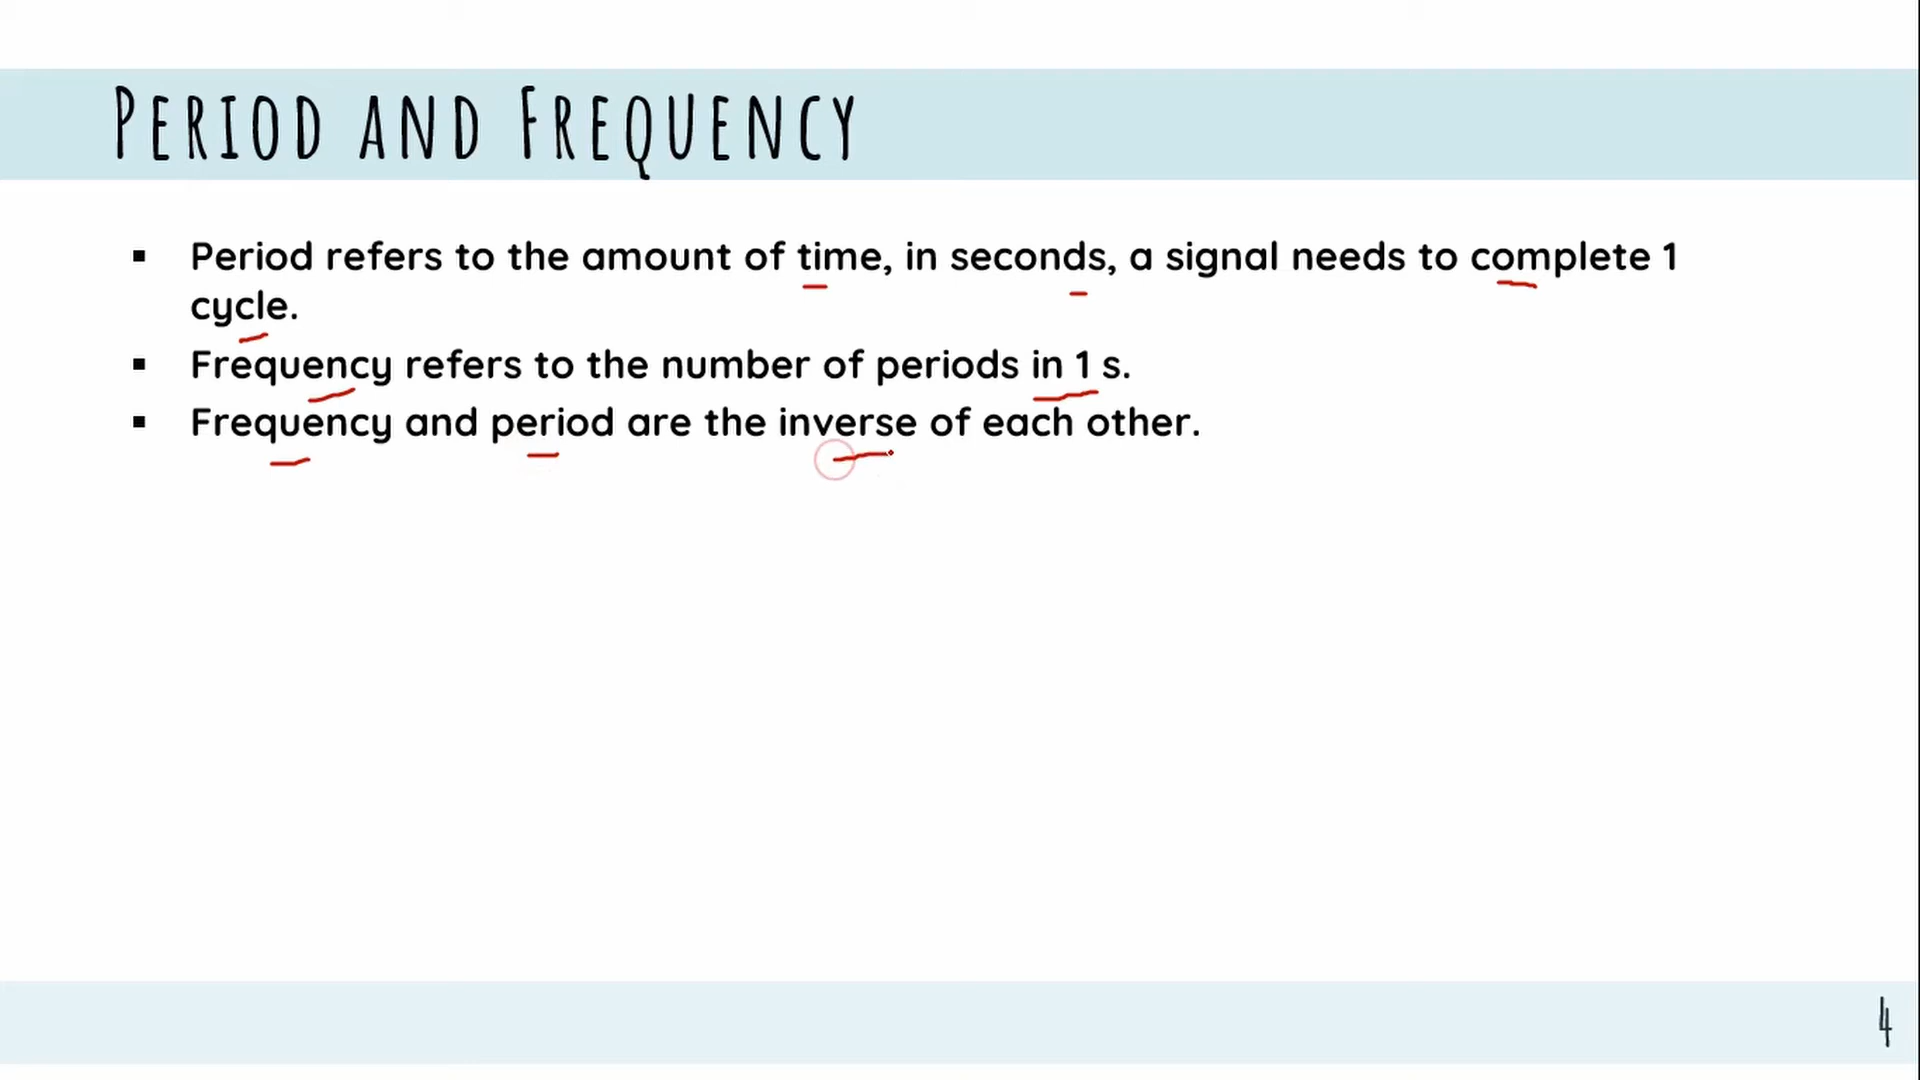 PERIOD AND FREQUENCY
▪ Period refers to the amount of time, in seconds, a signal needs to complete 1
cycle.
▪ Frequency refers to the number of periods in 1 s.
▪ Frequency and period are the inverse of each other.
4